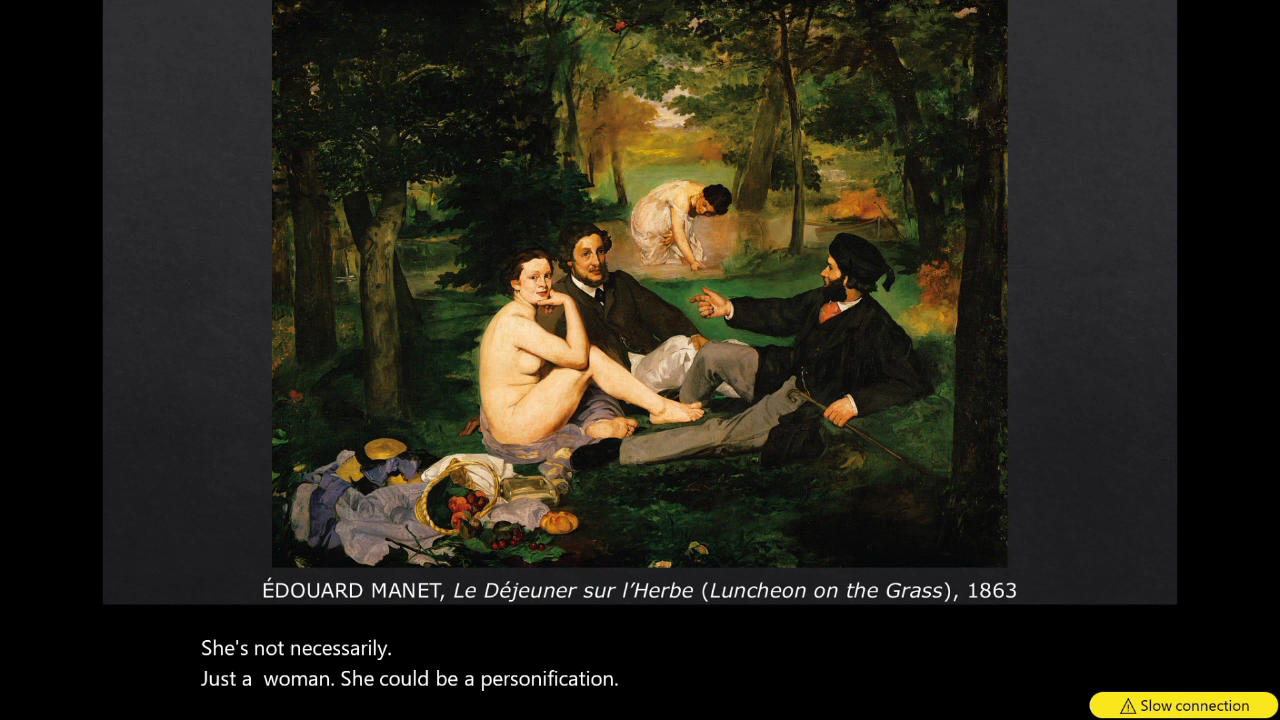 ÉDOUARD MANET, Le Déjeuner sur l’Herbe (Luncheon on the Grass), 1863
She's not necessarily.
Just a  woman. She could be a personification.
Slow connection